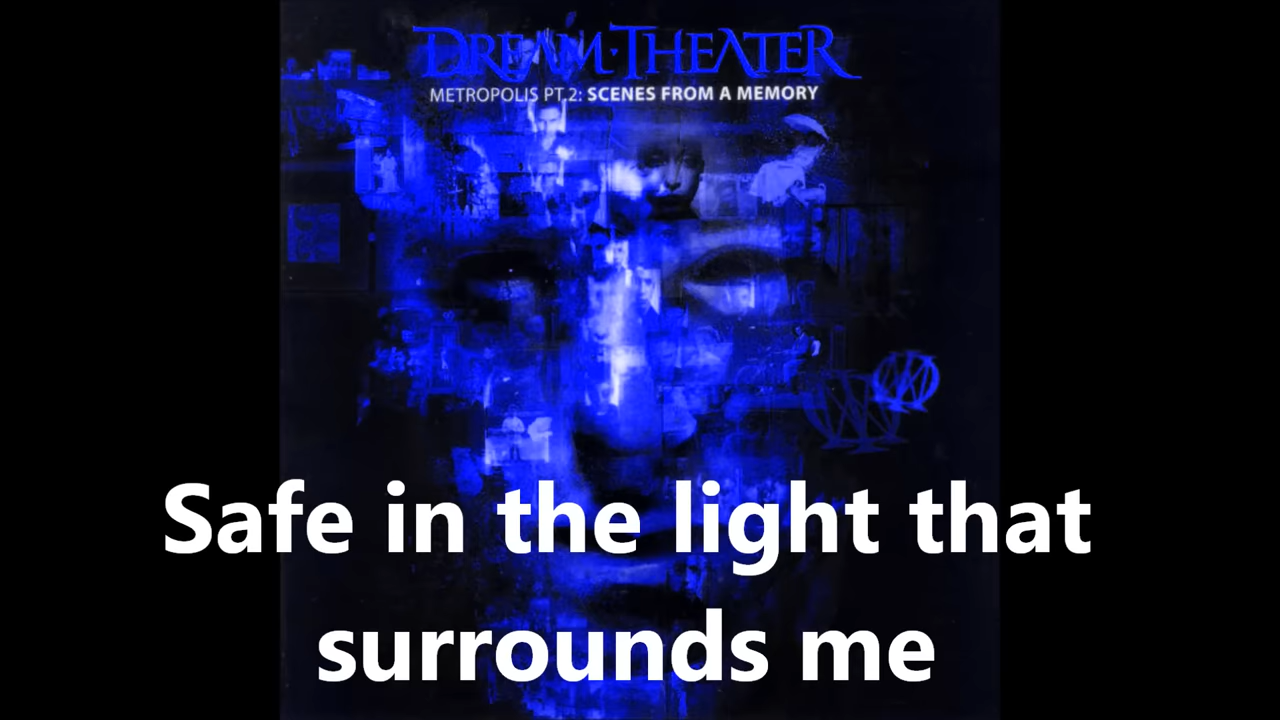 DREAM·THEATER
METROPOLIS PT.2: SCENES FROM A MEMORY
Safe in the light that
surrounds me